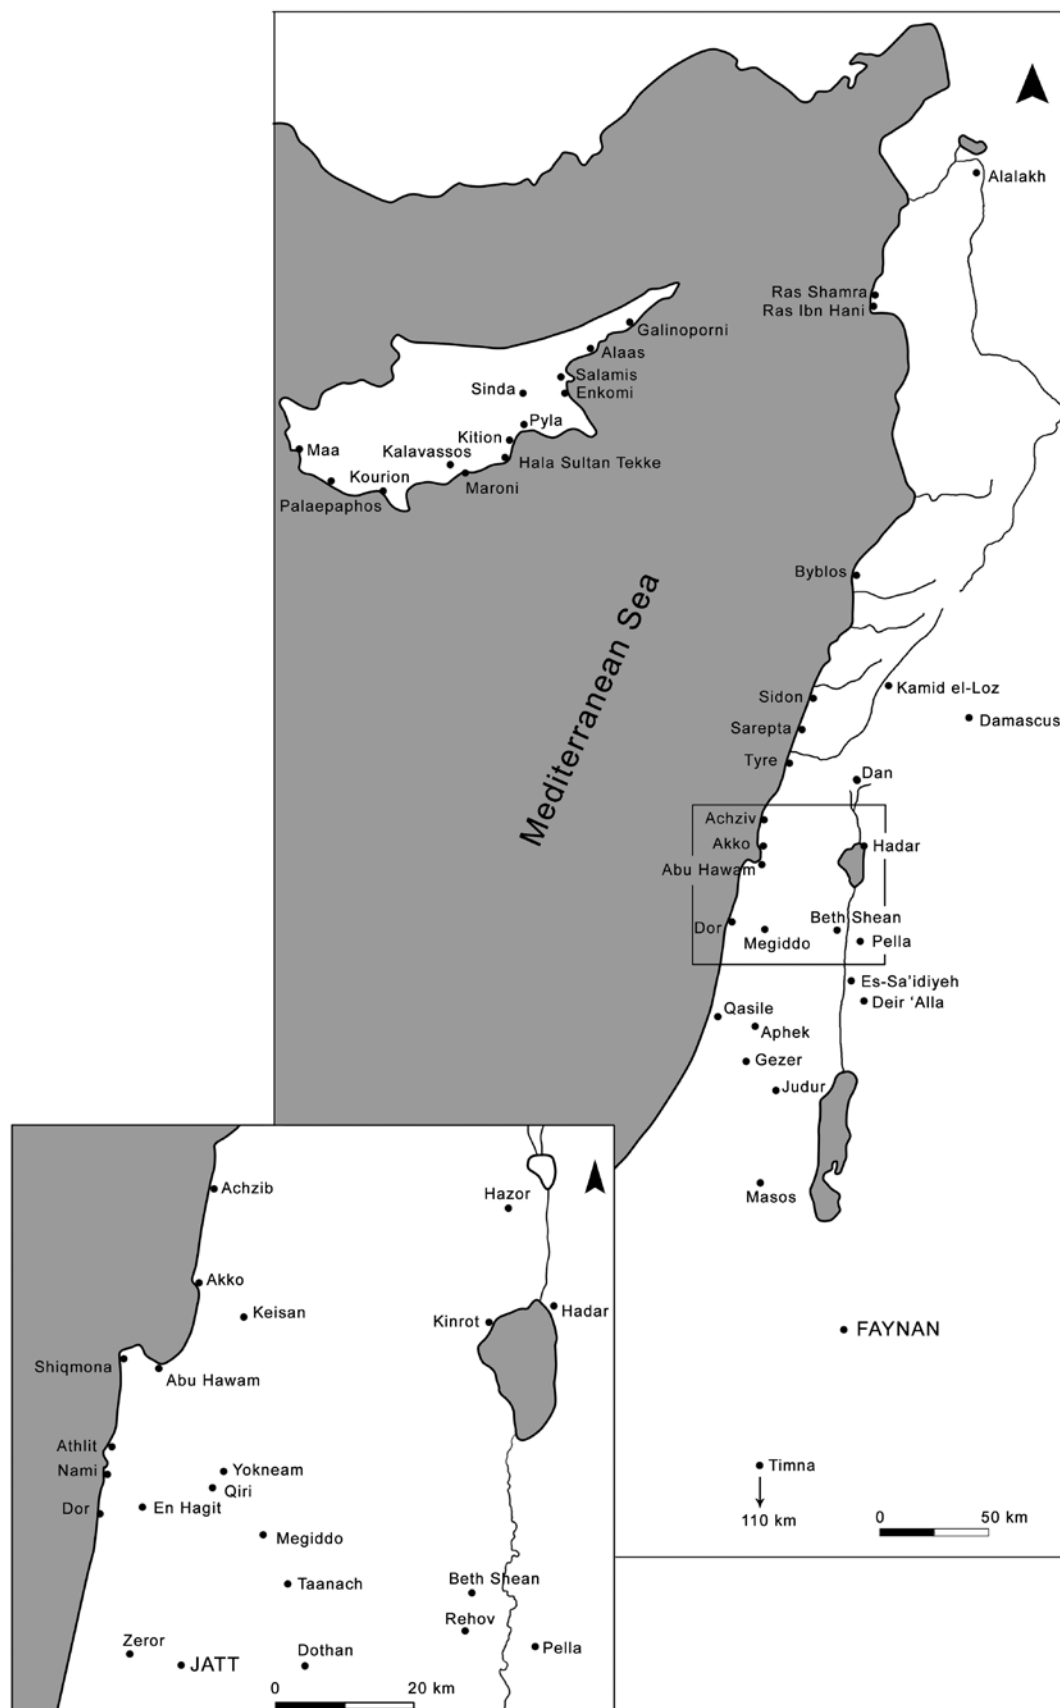 Alalakh
Ras Shamra
Ras Ibn Hani
Galinoporni
Alaas
Salamis
Sinda
Enkomi
Pyla
Kition
Maa
Kalavassos
Hala Sultan Tekke
Kourion
Maroni
Palaepaphos
Byblos
Mediterranean Sea
Kamid el-Loz
Sidon
Damascus
Sarepta
Tyre
Dan
Achziv
Akko
Hadar
Abu Hawam
Beth Shean
Dor
Megiddo
Pella
Es-Sa'idiyeh
Deir 'Alla
Qasile
Aphek
Gezer
Judur
Masos
FAYNAN
Timna
110 km
0 50 km
Achzib
Hazor
Akko
Keisan
Kinrot
Hadar
Shiqmona
Abu Hawam
Athlit
Nami
Yokneam
Qiri
Dor
En Hagit
Megiddo
Taanach
Beth Shean
Rehov
Zeror
JATT
Dothan
Pella
0 20 km